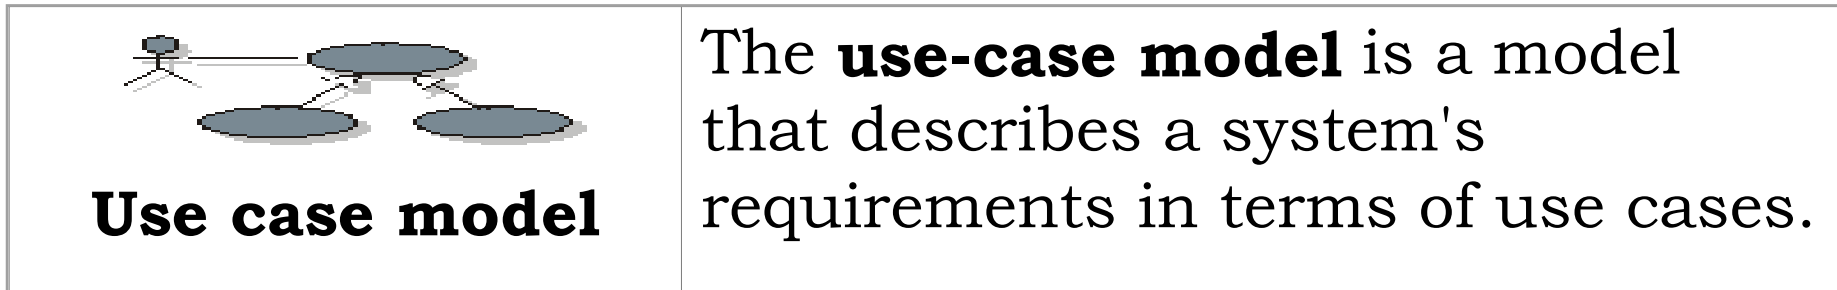 Use case model
The use-case model is a model
that describes a system's
requirements in terms of use cases.